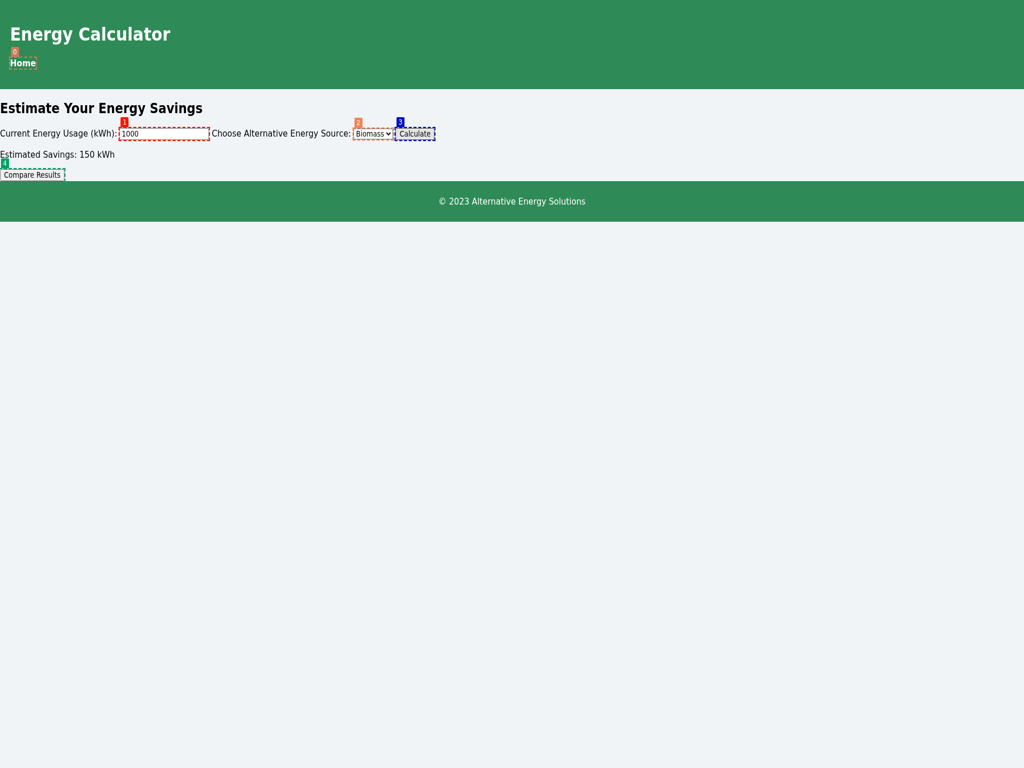 Energy Calculator
0
Home
Estimate Your Energy Savings
1 2 3
Current Energy Usage (kWh): 1000 Choose Alternative Energy Source: Biomass Calculate
Estimated Savings: 150 kWh
4
Compare Results
© 2023 Alternative Energy Solutions